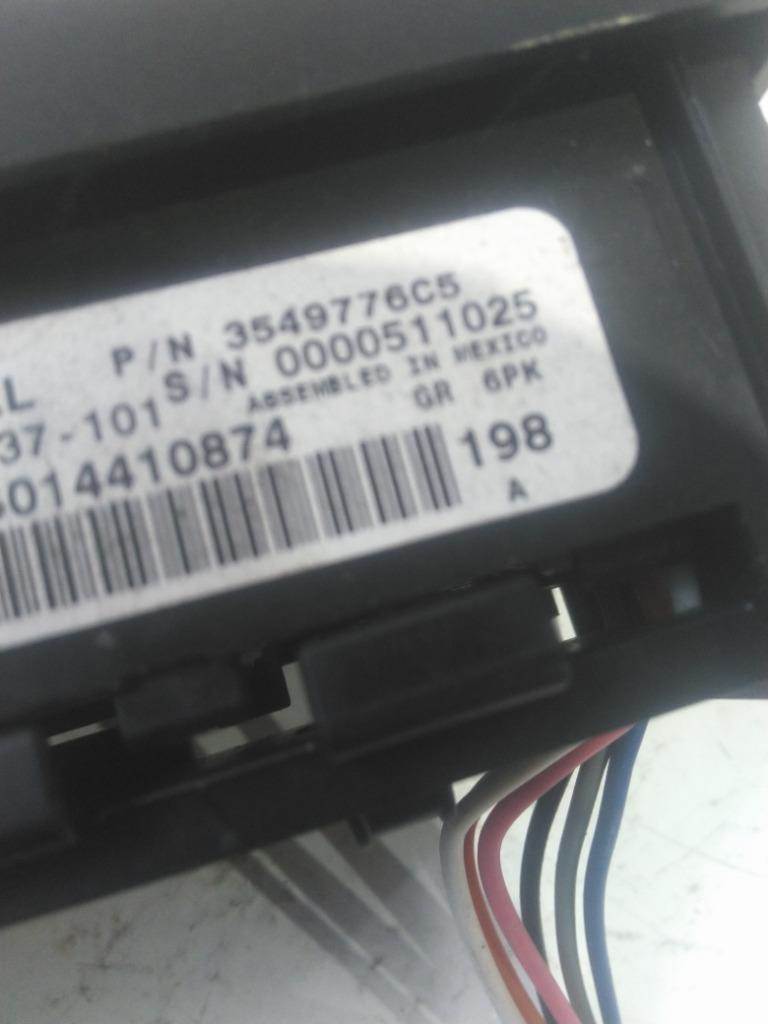 P/N 3549776C5
S/N 0000511025
ASSEMBLED IN MEXICO
37-101
GR 6PK
014410874
198
A